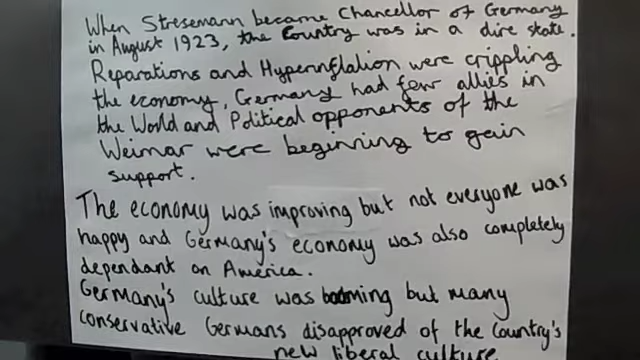 When Stresemann became Chancellor of Germany
in August 1923, the Country was in a dire state.
Reparations and Hyperinflation were crippling
the economy, Germany had few allies in
the World and Political opponents of the
Weimar were beginning to gain
support.
The economy was improving but not everyone was
happy and Germany's economy was also completely
dependant on America.
Germany's culture was booming but many
conservative Germans disapproved of the Country's
new liberal culture.